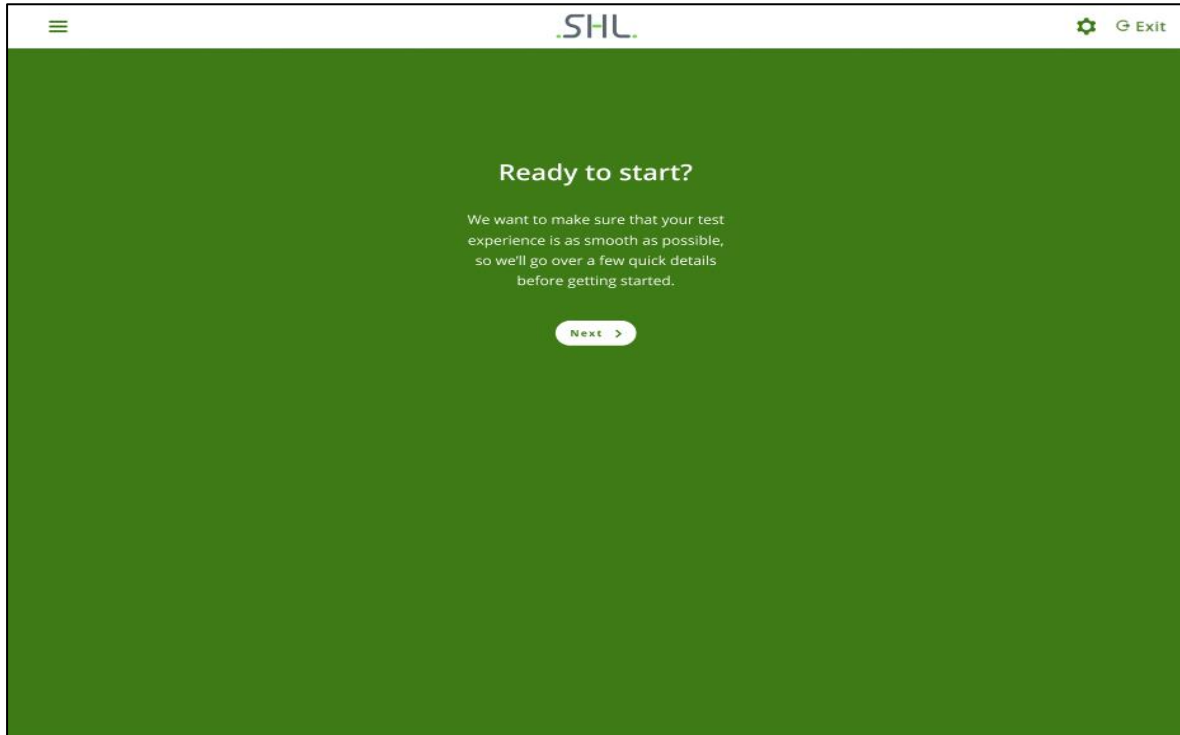 .SHL.
Exit
Ready to start?
We want to make sure that your test
experience is as smooth as possible,
so we'll go over a few quick details
before getting started.
Next >